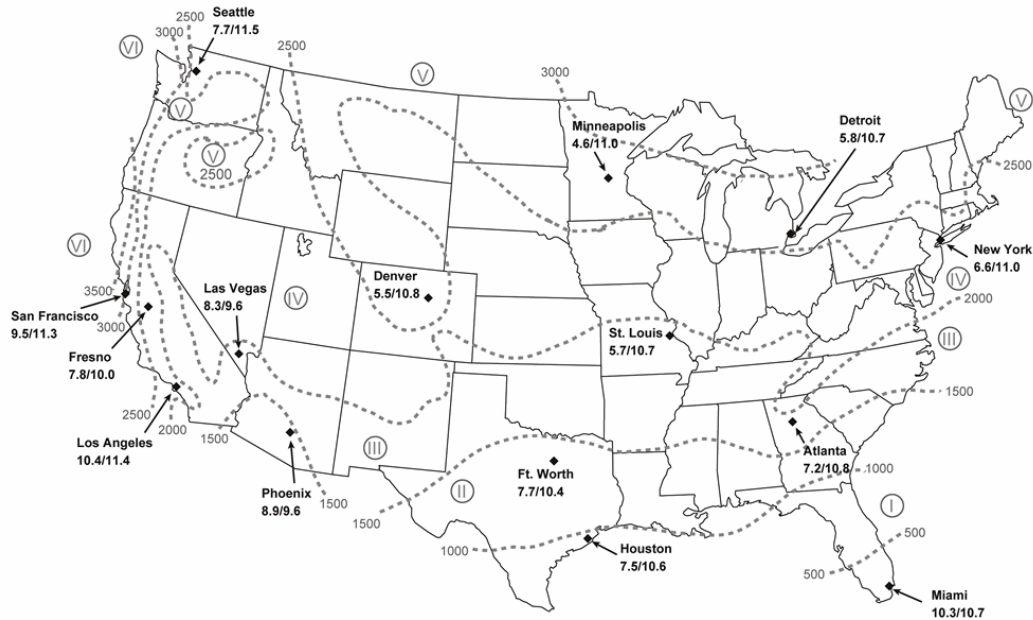 2500
Seattle
7.7/11.5
3000
VI
2500
V
V
3000
Minneapolis
4.6/11.0
Detroit
5.8/10.7
V
V
2500
2500
VI
New York
6.6/11.0
IV
3500
San Francisco
9.5/11.3
3000
Las Vegas
8.3/9.6
IV
Denver
5.5/10.8
2000
St. Louis
5.7/10.7
III
Fresno
7.8/10.0
1500
2500
2000
1500
Los Angeles
10.4/11.4
III
Atlanta
7.2/10.8
1000
Phoenix
8.9/9.6
1500
1500
II
Ft. Worth
7.7/10.4
I
1000
Houston
7.5/10.6
500
500
Miami
10.3/10.7